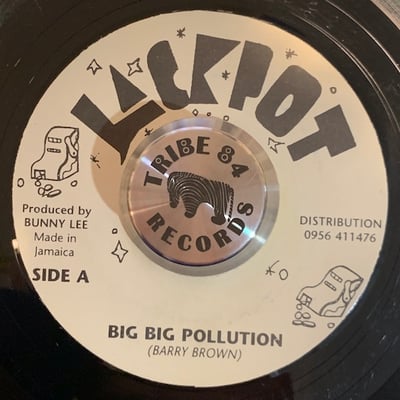 JACKPOT
TRIBE 84
RECORDS
Produced by
BUNNY LEE
Made in
Jamaica
DISTRIBUTION
0956 411476
SIDE A
BIG BIG POLLUTION
(BARRY BROWN)